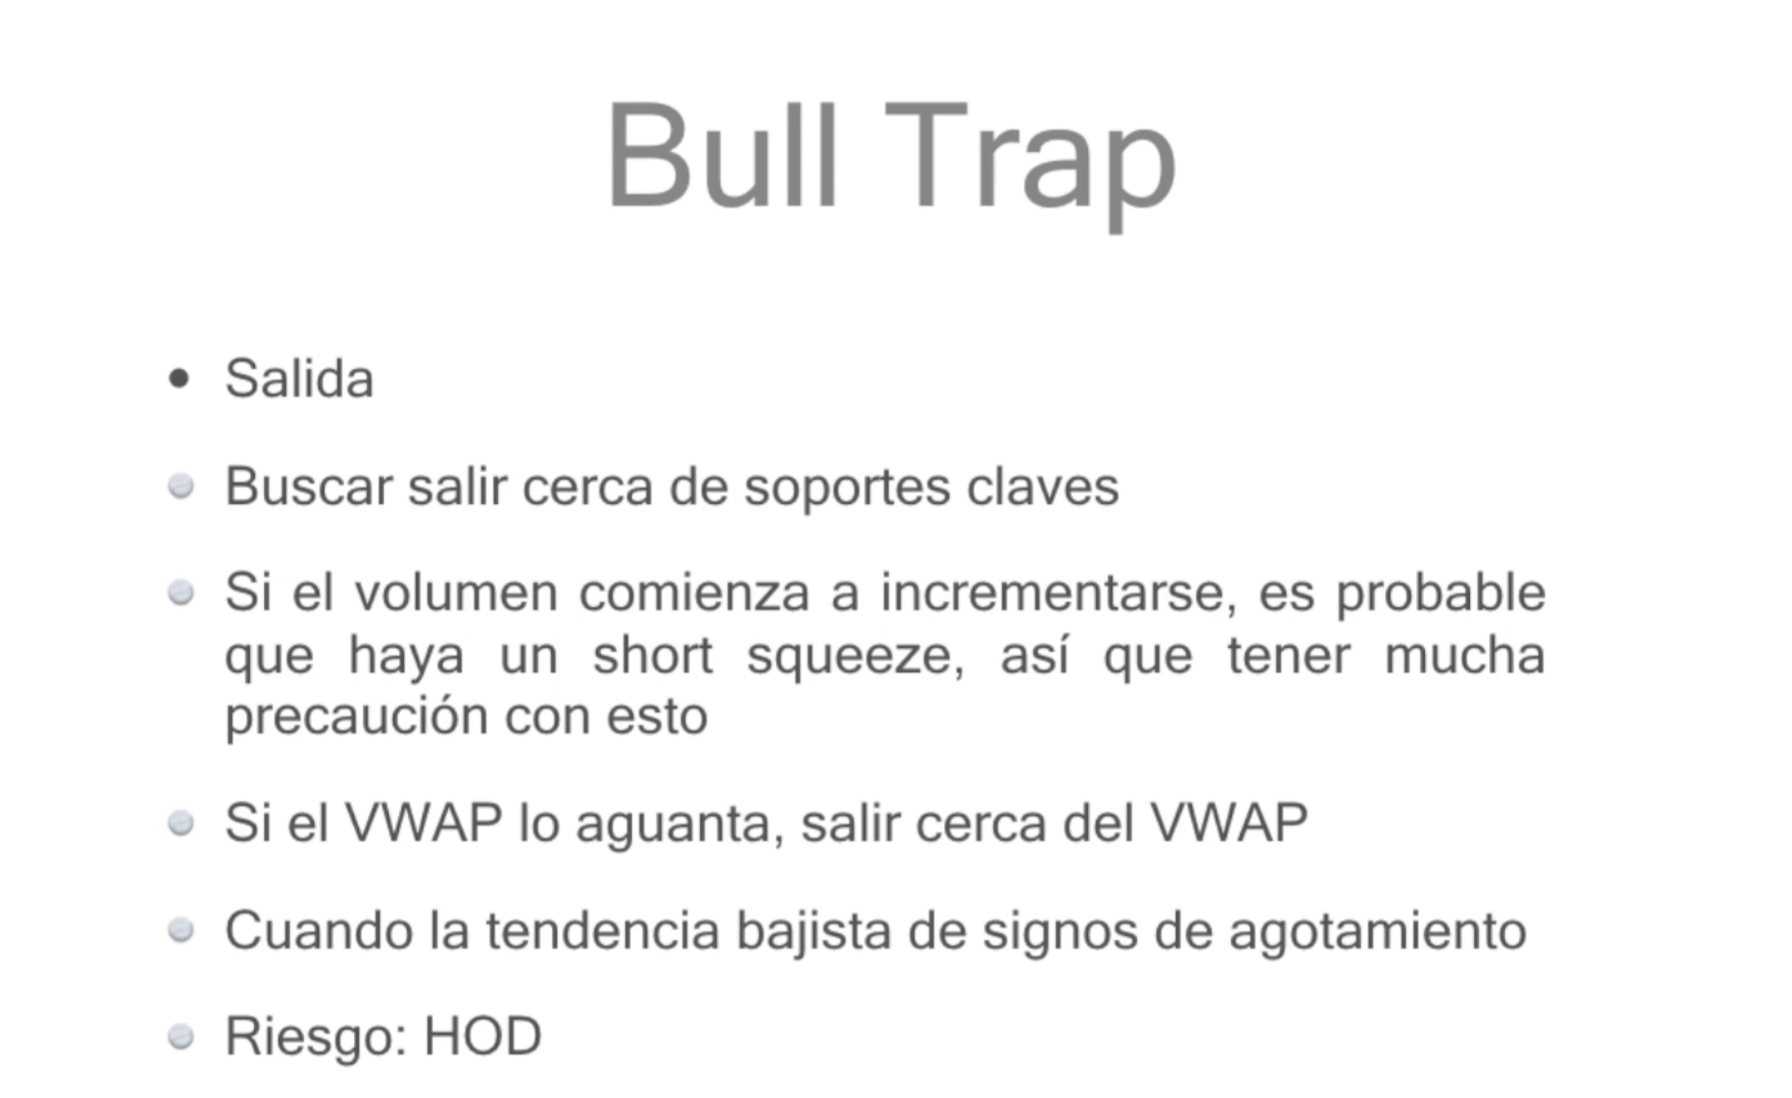 Bull Trap
• Salida
Buscar salir cerca de soportes claves
Si el volumen comienza a incrementarse, es probable
que haya un short squeeze, así que tener mucha
precaución con esto
Si el VWAP lo aguanta, salir cerca del VWAP
Cuando la tendencia bajista de signos de agotamiento
Riesgo: HOD